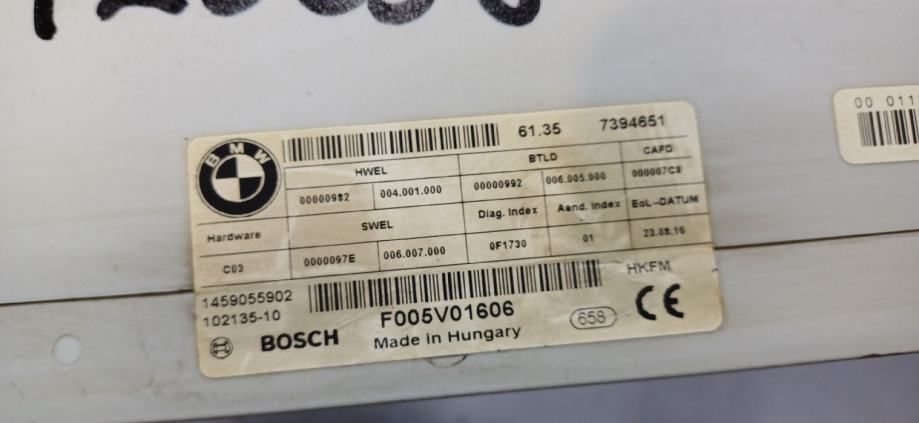 61.35 7394651
BMW
HWEL BTLD CAFD
00000982 004.001.000 00000992 006.005.000 000007C8
Hardware SWEL Diag. Index Aend. Index EoL-DATUM
C03 0000097E 006.007.000 0F1730 01 23.08.16
1459055902 HKFM
102135-10 F005V01606 658 CE
BOSCH Made in Hungary
00 011